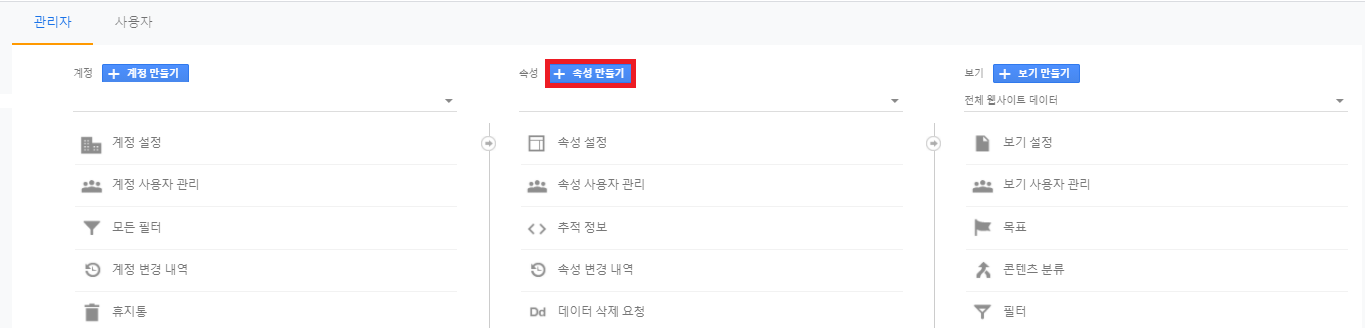 관리자
사용자
계정
계정 만들기
계정 설정
계정 사용자 관리
모든 필터
계정 변경 내역
휴지통
속성
속성 만들기
속성 설정
속성 사용자 관리
추적 정보
속성 변경 내역
Dd
데이터 삭제 요청
보기
보기 만들기
전체 웹사이트 데이터
보기 설정
보기 사용자 관리
목표
콘텐츠 분류
필터